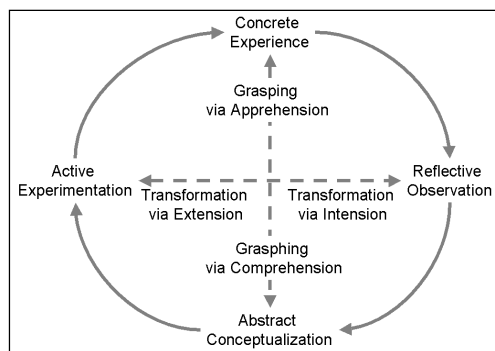 Concrete
Experience
Grasping
via Apprehension
Active
Experimentation
Transformation
via Extension
Transformation
via Intension
Reflective
Observation
Grasphing
via Comprehension
Abstract
Conceptualization